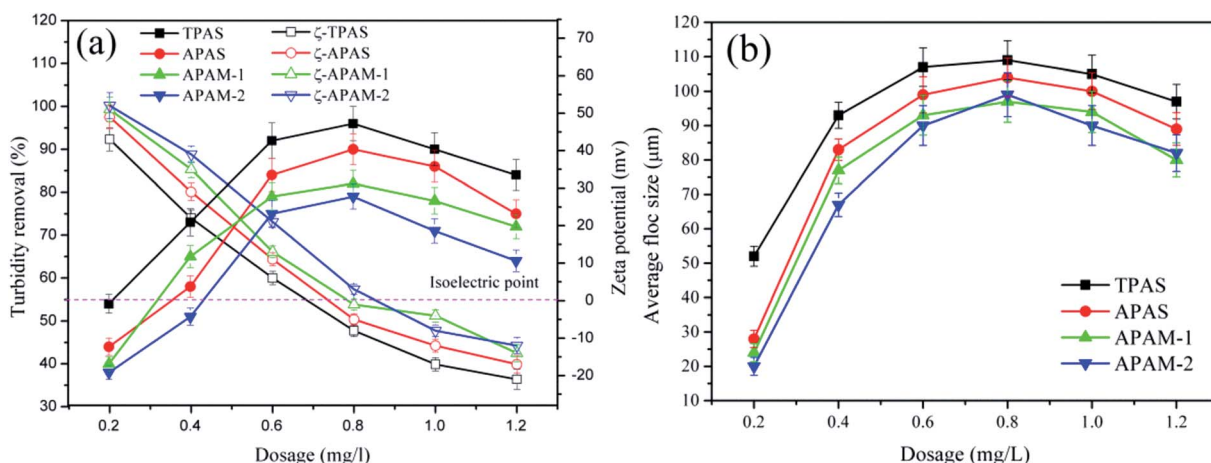 (a)
TPAS
APAS
APAM-1
APAM-2
ζ-TPAS
ζ-APAS
ζ-APAM-1
ζ-APAM-2
Turbidity removal (%)
120
110
100
90
80
70
60
50
40
30
Isoelectric point
Zeta potential (mv)
70
60
50
40
30
20
10
0
-10
-20
0.2 0.4 0.6 0.8 1.0 1.2
Dosage (mg/l)
(b)
Average floc size (μm)
120
110
100
90
80
70
60
50
40
30
20
10
TPAS
APAS
APAM-1
APAM-2
0.2 0.4 0.6 0.8 1.0 1.2
Dosage (mg/L)